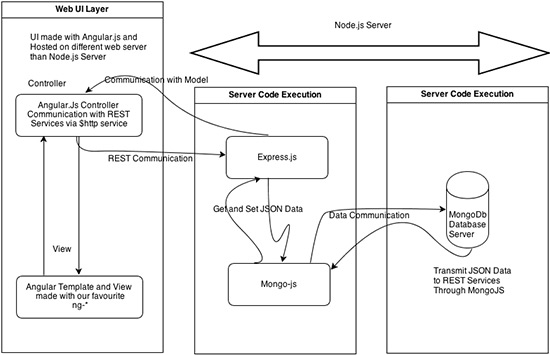 Web UI Layer
UI made with Angular.js and
Hosted on different web server
than Node.js Server
Controller
Angular.Js Controller
Communication with REST
Services via $http service
View
Angular Template and View
made with our favourite
ng-*
Node.js Server
Communication with Model
REST Communication
Server Code Execution
Express.js
Get and Set JSON Data
Mongo-js
Data Communication
Server Code Execution
MongoDb
Database
Server
Transmit JSON Data
to REST Services
Through MongoJS